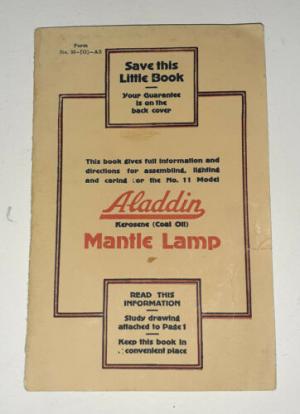 Form
No. 35-(G)-A5
Save this
Little Book
Your Guarantee
is on the
back cover
This book gives full information and
directions for assembling, lighting
and caring for the No. 11 Model
Aladdin
Kerosene (Coal Oil)
Mantle Lamp
READ THIS
INFORMATION
Study drawing
attached to Page 1
Keep this book in
convenient place